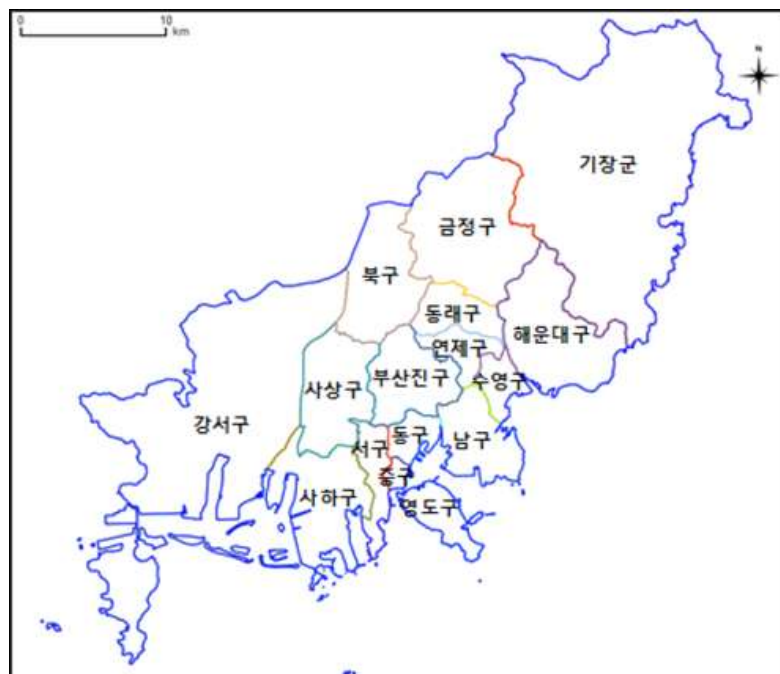 0 10
km
N
기장군
금정구
북구
동래구
해운대구
연제구
부산진구
수영구
사상구
강서구
서구
동구
남구
중구
사하구
영도구